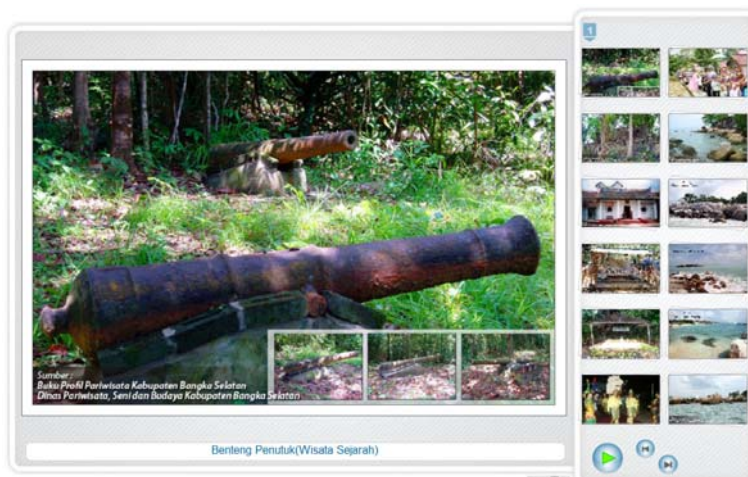 1
Sumber :
Buku Profil Pariwisata Kabupaten Bangka Selatan
Dinas Pariwisata, Seni dan Budaya Kabupaten Bangka Selatan
Benteng Penutuk(Wisata Sejarah)